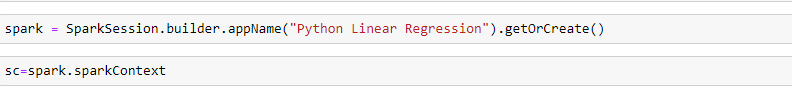 spark = SparkSession.builder.appName("Python Linear Regression").getOrCreate()
sc=spark.sparkContext